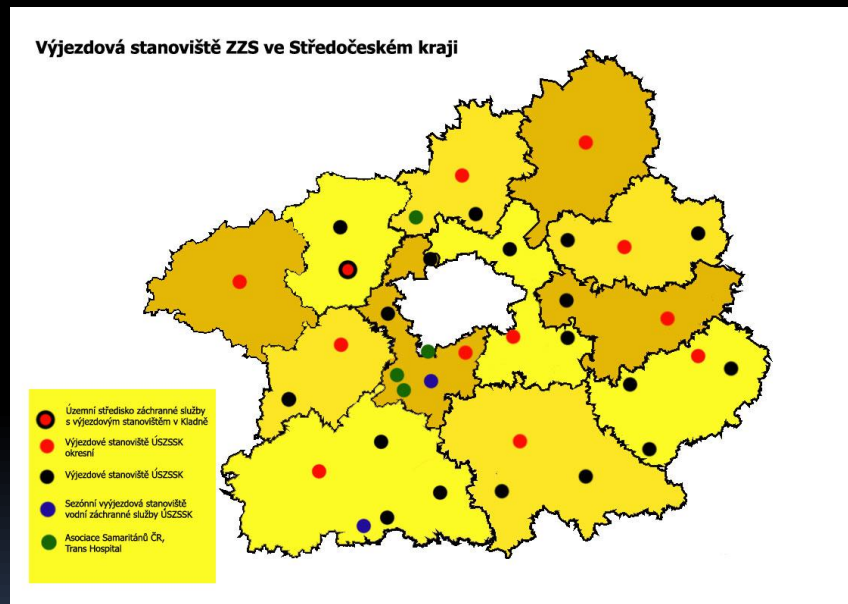 Výjezdová stanoviště ZZS ve Středočeském kraji
Územní středisko záchranné služby
s výjezdovým stanovištěm v Kladně
Výjezdové stanoviště ÚSZSSK
okresní
Výjezdové stanoviště ÚSZSSK
Sezónní vyýjezdová stanoviště
vodní záchranné služby ÚSZSSK
Asociace Samaritánů ČR,
Trans Hospital